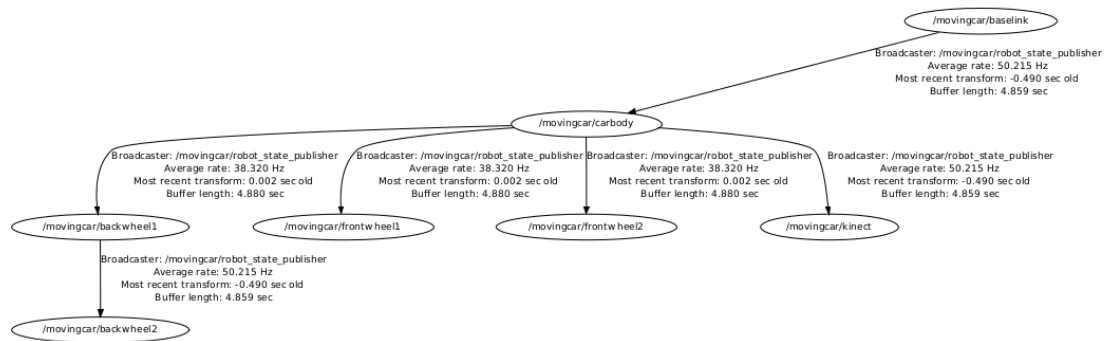 /movingcar/baselink
Broadcaster: /movingcar/robot_state_publisher
Average rate: 50.215 Hz
Most recent transform: -0.490 sec old
Buffer length: 4.859 sec
/movingcar/carbody
Broadcaster: /movingcar/robot_state_publisher
Average rate: 38.320 Hz
Most recent transform: 0.002 sec old
Buffer length: 4.880 sec
Broadcaster: /movingcar/robot_state_publisher
Average rate: 38.320 Hz
Most recent transform: 0.002 sec old
Buffer length: 4.880 sec
Broadcaster: /movingcar/robot_state_publisher
Average rate: 38.320 Hz
Most recent transform: 0.002 sec old
Buffer length: 4.880 sec
Broadcaster: /movingcar/robot_state_publisher
Average rate: 50.215 Hz
Most recent transform: -0.490 sec old
Buffer length: 4.859 sec
/movingcar/backwheel1
/movingcar/frontwheel1
/movingcar/frontwheel2
/movingcar/kinect
Broadcaster: /movingcar/robot_state_publisher
Average rate: 50.215 Hz
Most recent transform: -0.490 sec old
Buffer length: 4.859 sec
/movingcar/backwheel2